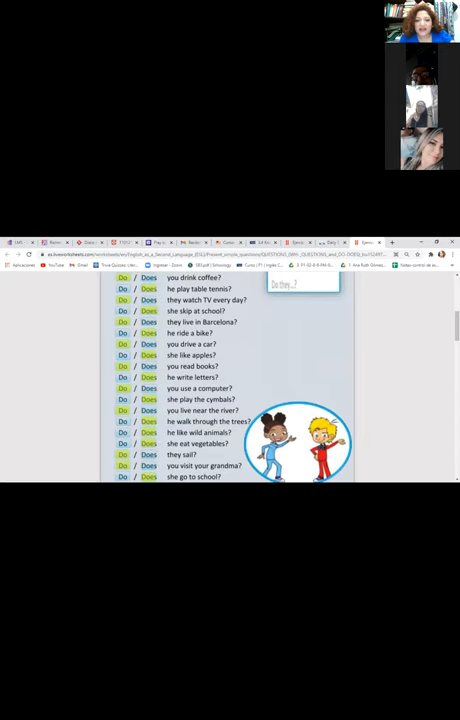 Aplicaciones YouTube Gmail Maps
Do they...?
Do / Does you drink coffee?
Do / Does he play table tennis?
Do / Does they watch TV every day?
Do / Does she skip at school?
Do / Does they live in Barcelona?
Do / Does he ride a bike?
Do / Does you drive a car?
Do / Does she like apples?
Do / Does you read books?
Do / Does he write letters?
Do / Does you use a computer?
Do / Does she play the cymbals?
Do / Does you live near the river?
Do / Does he walk through the trees?
Do / Does he like wild animals?
Do / Does she eat vegetables?
Do / Does they sail?
Do / Does you visit your grandma?
Do / Does she go to school?